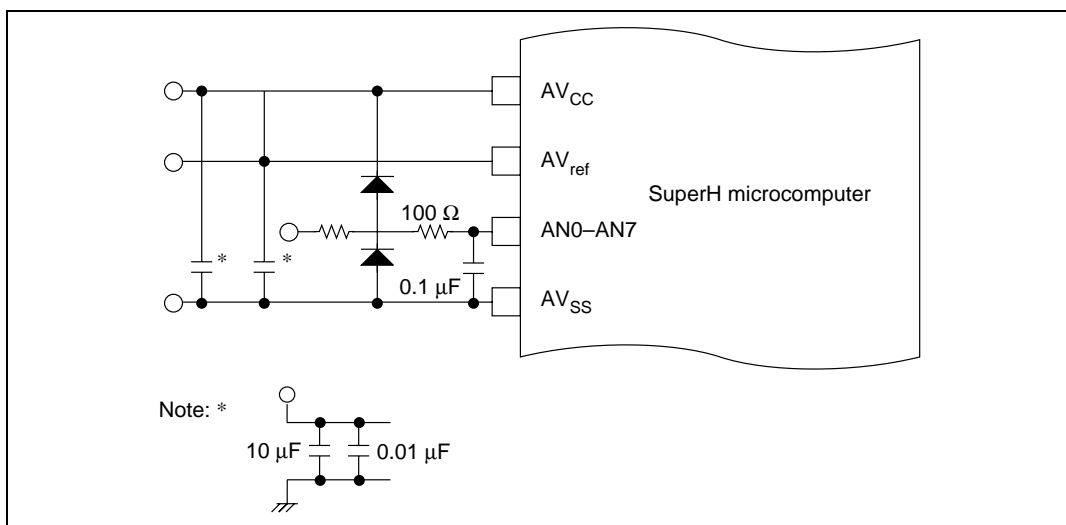 AVCC
AVref
SuperH microcomputer
100 Ω
AN0–AN7
* *
0.1 μF
AVSS
Note: *
10 μF 0.01 μF